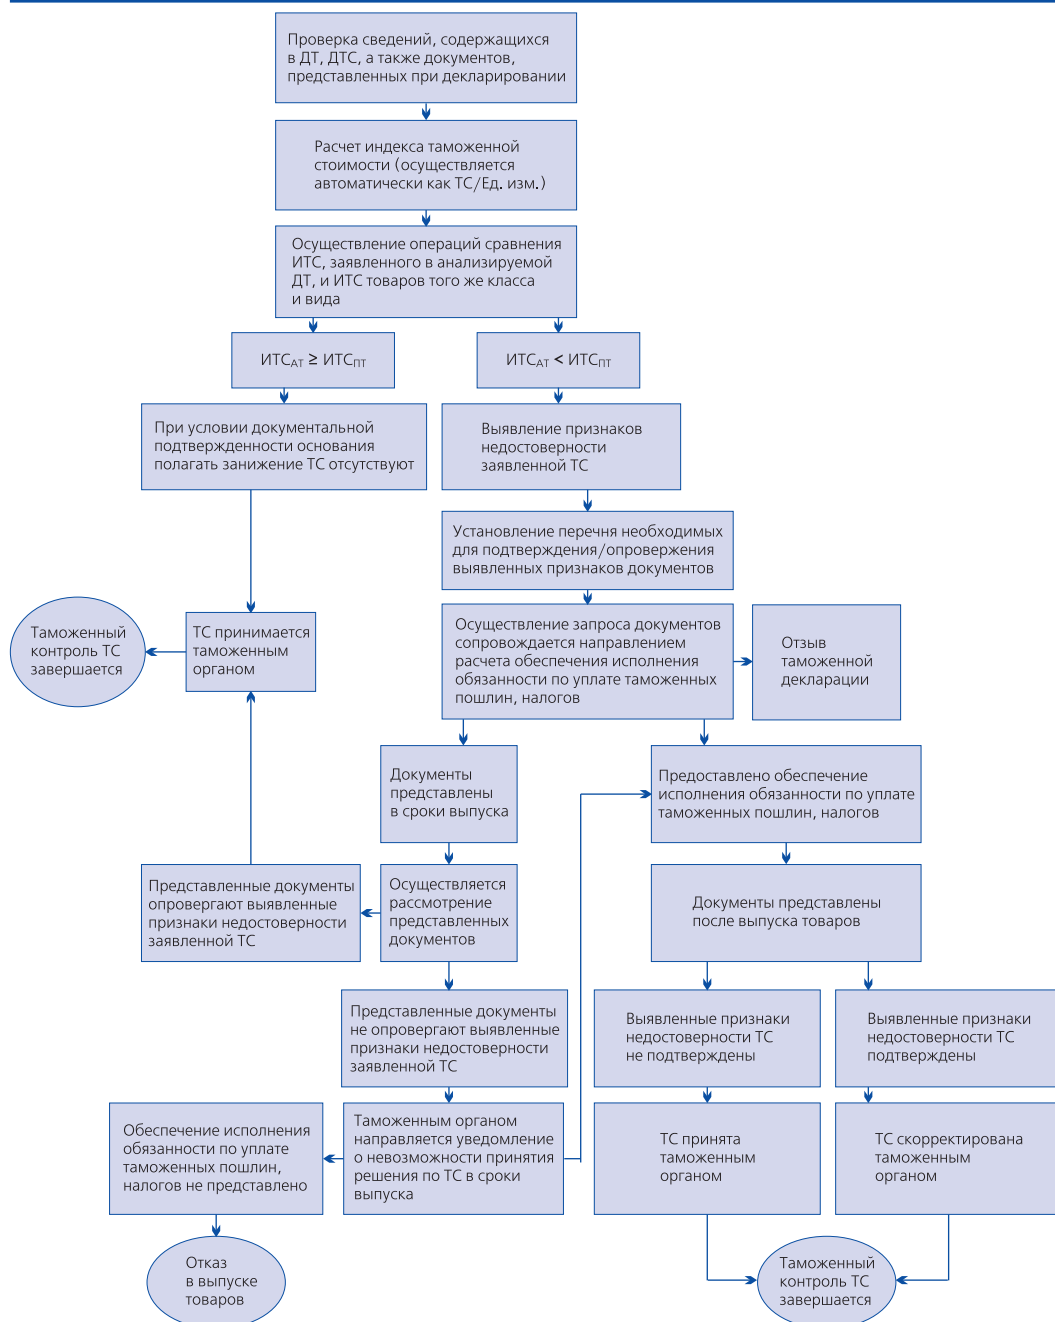 Проверка сведений, содержащихся
в ДТ, ДТС, а также документов,
представленных при декларировании
Расчет индекса таможенной
стоимости (осуществляется
автоматически как ТС/Ед. изм.)
Осуществление операций сравнения
ИТС, заявленного в анализируемой
ДТ, и ИТС товаров того же класса
и вида
ИТСАТ ≥ ИТСПТ
ИТСАТ < ИТСПТ
При условии документальной
подтвержденности основания
полагать занижение ТС отсутствуют
Выявление признаков
недостоверности
заявленной ТС
Установление перечня необходимых
для подтверждения/опровержения
выявленных признаков документов
Таможенный
контроль ТС
завершается
ТС принимается
таможенным
органом
Осуществление запроса документов
сопровождается направлением
расчета обеспечения исполнения
обязанности по уплате таможенных
пошлин, налогов
Отзыв
таможенной
декларации
Документы
представлены
в сроки выпуска
Предоставлено обеспечение
исполнения обязанности по уплате
таможенных пошлин, налогов
Представленные документы
опровергают выявленные
признаки недостоверности
заявленной ТС
Осуществляется
рассмотрение
представленных
документов
Документы представлены
после выпуска товаров
Представленные документы
не опровергают выявленные
признаки недостоверности
заявленной ТС
Выявленные признаки
недостоверности ТС
не подтверждены
Выявленные признаки
недостоверности ТС
подтверждены
Обеспечение исполнения
обязанности по уплате
таможенных пошлин,
налогов не представлено
Таможенным органом
направляется уведомление
о невозможности принятия
решения по ТС в сроки
выпуска
ТС принята
таможенным
органом
ТС скорректирована
таможенным
органом
Отказ
в выпуске
товаров
Таможенный
контроль ТС
завершается